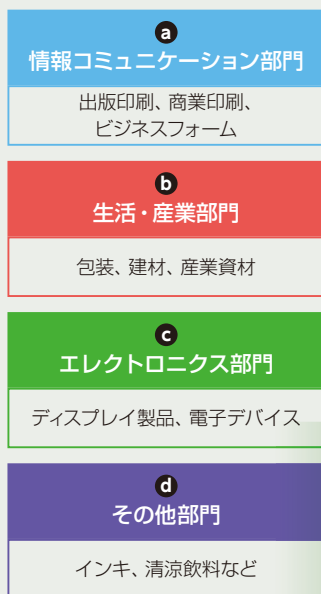 a
情報コミュニケーション部門
出版印刷、商業印刷、
ビジネスフォーム
b
生活・産業部門
包装、建材、産業資材
c
エレクトロニクス部門
ディスプレイ製品、電子デバイス
d
その他部門
インキ、清涼飲料など